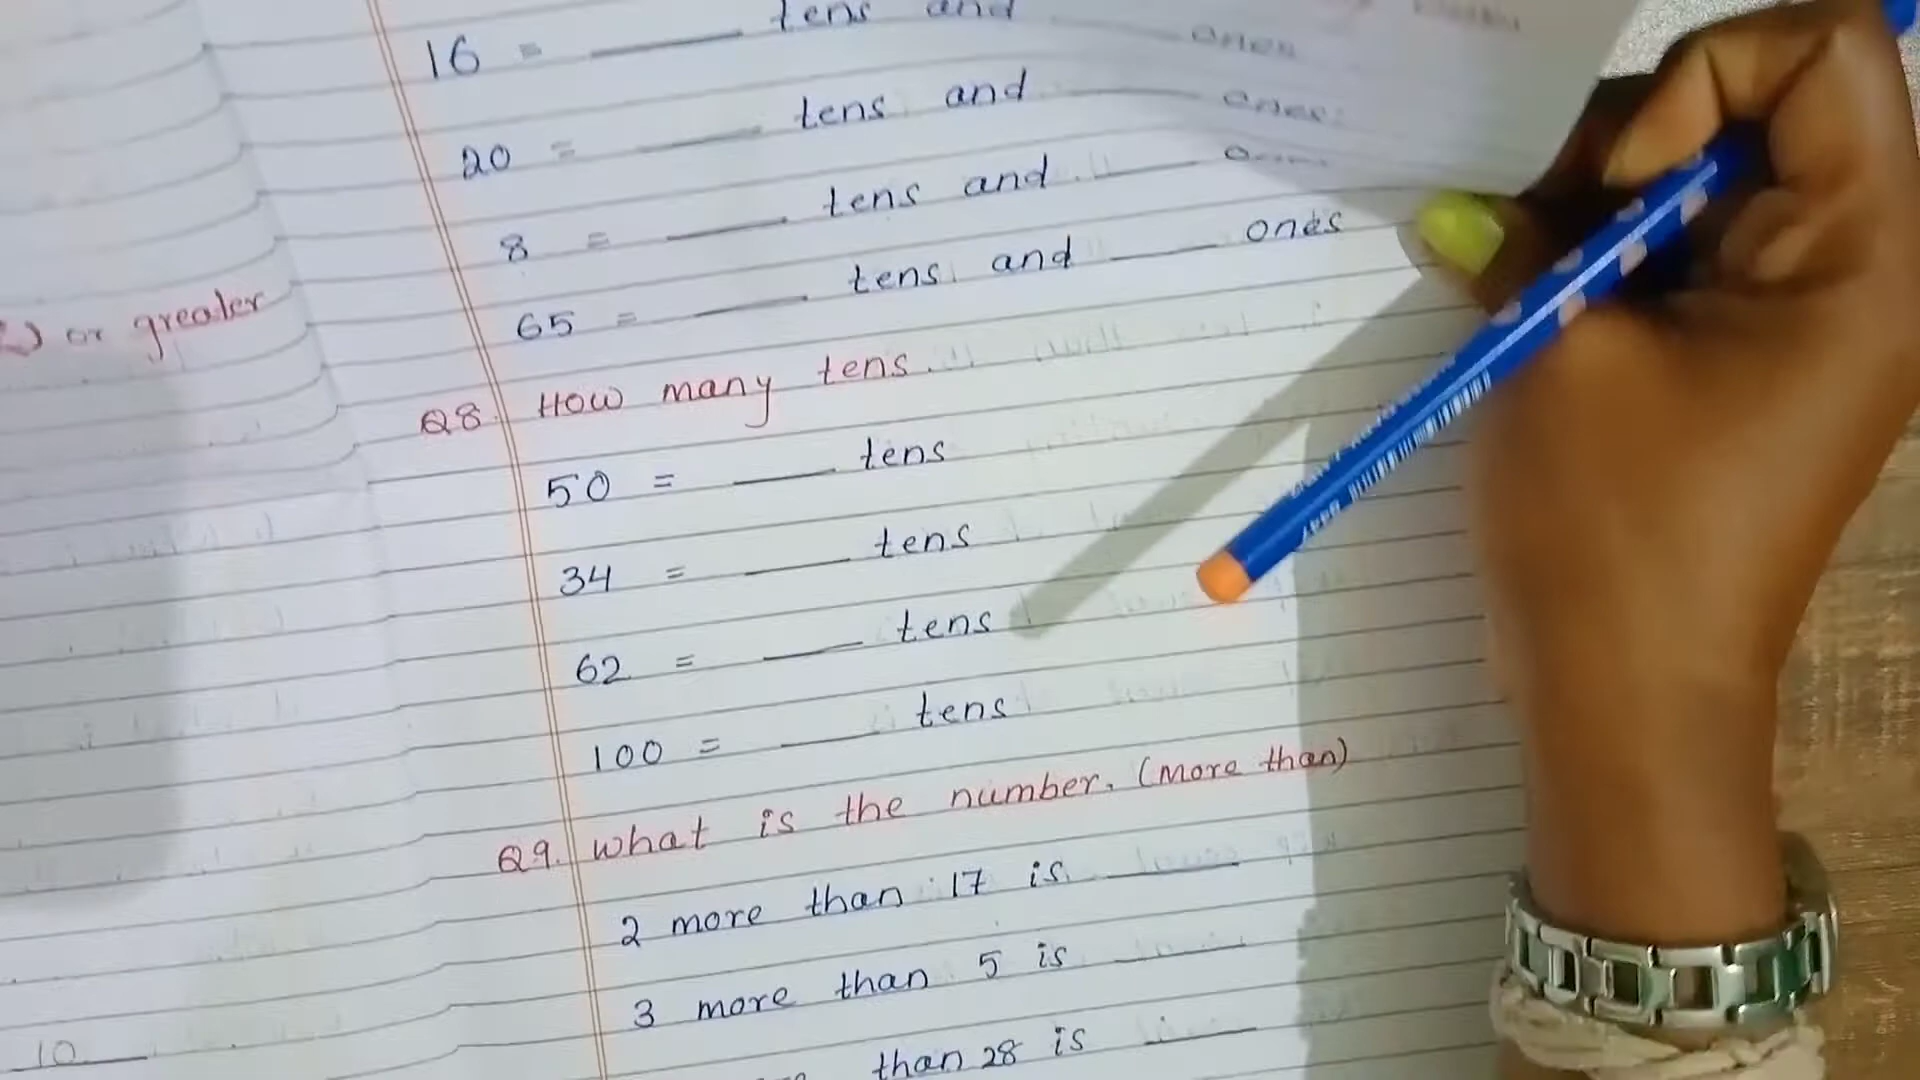 16 = ____ tens and ____ ones
20 = ____ tens and ____ ones
8 = ____ tens and ____ ones
65 = ____ tens and ____ ones
or greater
Q8. How many tens.
50 = ____ tens
34 = ____ tens
62 = ____ tens
100 = ____ tens
Q9. What is the number. (More than)
2 more than 17 is ____
3 more than 5 is ____
than 28 is ____
10